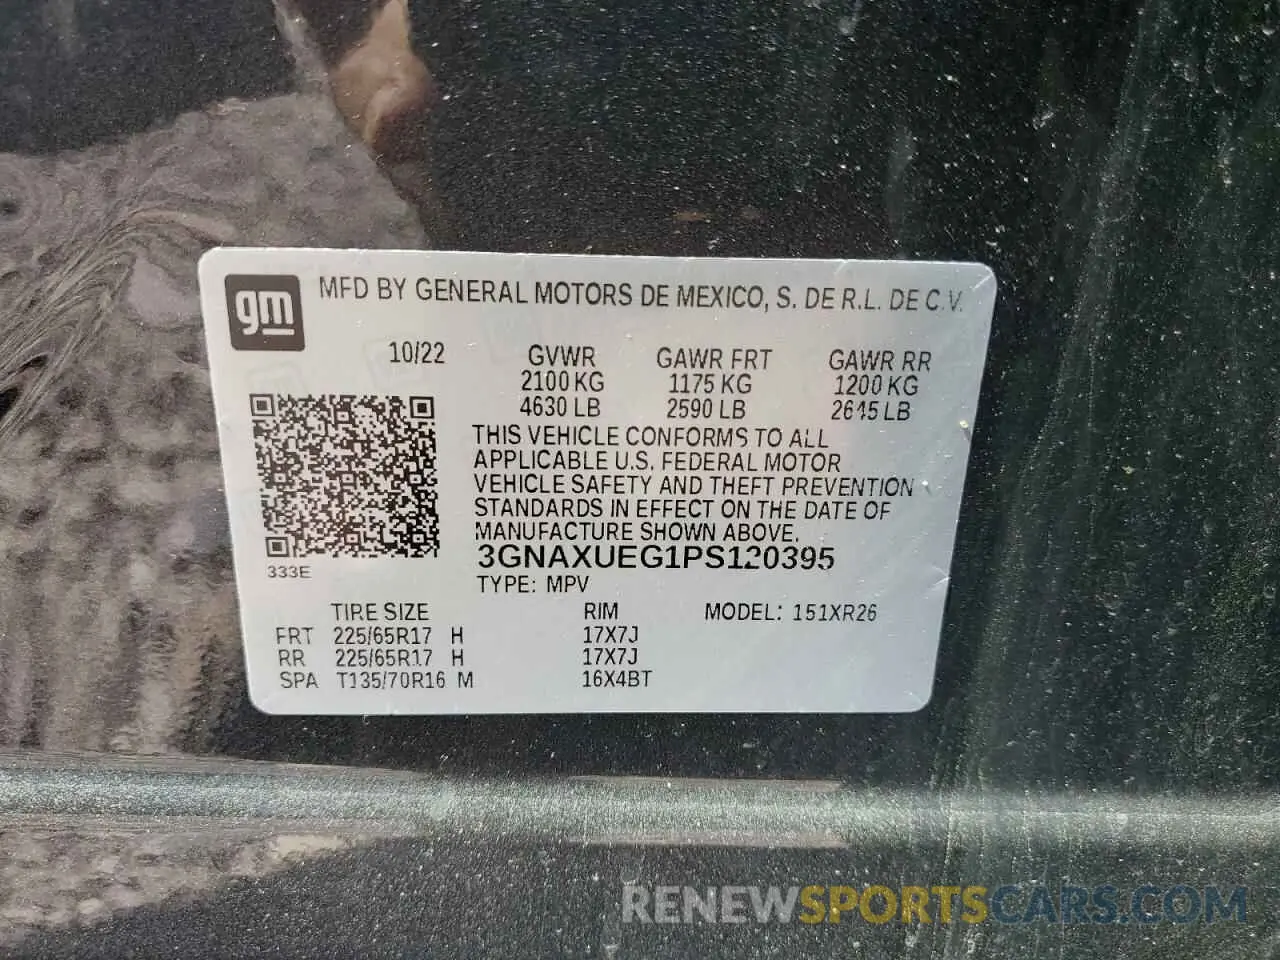 gm
MFD BY GENERAL MOTORS DE MEXICO, S. DE R.L. DE C.V.
10/22 GVWR GAWR FRT GAWR RR
2100 KG 1175 KG 1200 KG
4630 LB 2590 LB 2645 LB
THIS VEHICLE CONFORMS TO ALL
APPLICABLE U.S. FEDERAL MOTOR
VEHICLE SAFETY AND THEFT PREVENTION
STANDARDS IN EFFECT ON THE DATE OF
MANUFACTURE SHOWN ABOVE.
3GNAXUEG1PS120395
333E
TYPE: MPV
TIRE SIZE RIM MODEL: 151XR26
FRT 225/65R17 H 17X7J
RR 225/65R17 H 17X7J
SPA T135/70R16 M 16X4BT
RENEWSPORTSCARS.COM